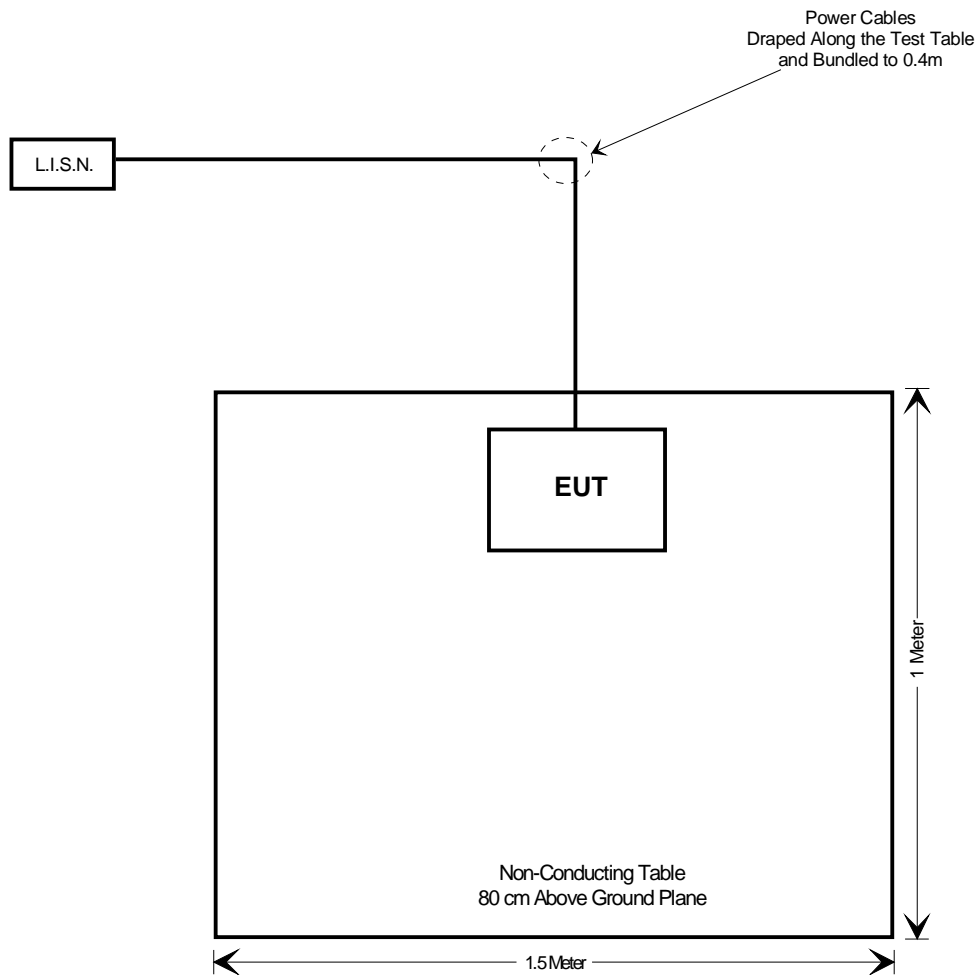 Power Cables
Draped Along the Test Table
and Bundled to 0.4m
L.I.S.N.
EUT
1 Meter
Non-Conducting Table
80 cm Above Ground Plane
1.5 Meter